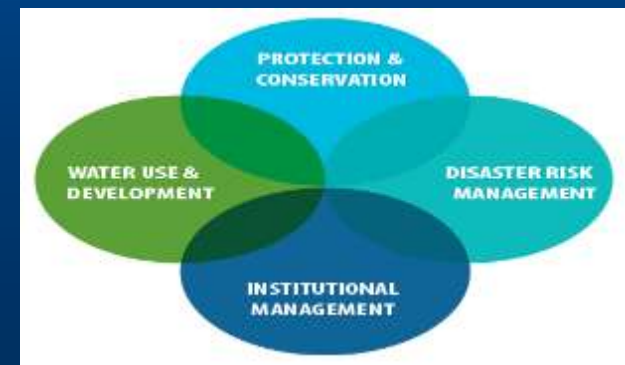 PROTECTION &
CONSERVATION
WATER USE &
DEVELOPMENT
DISASTER RISK
MANAGEMENT
INSTITUTIONAL
MANAGEMENT